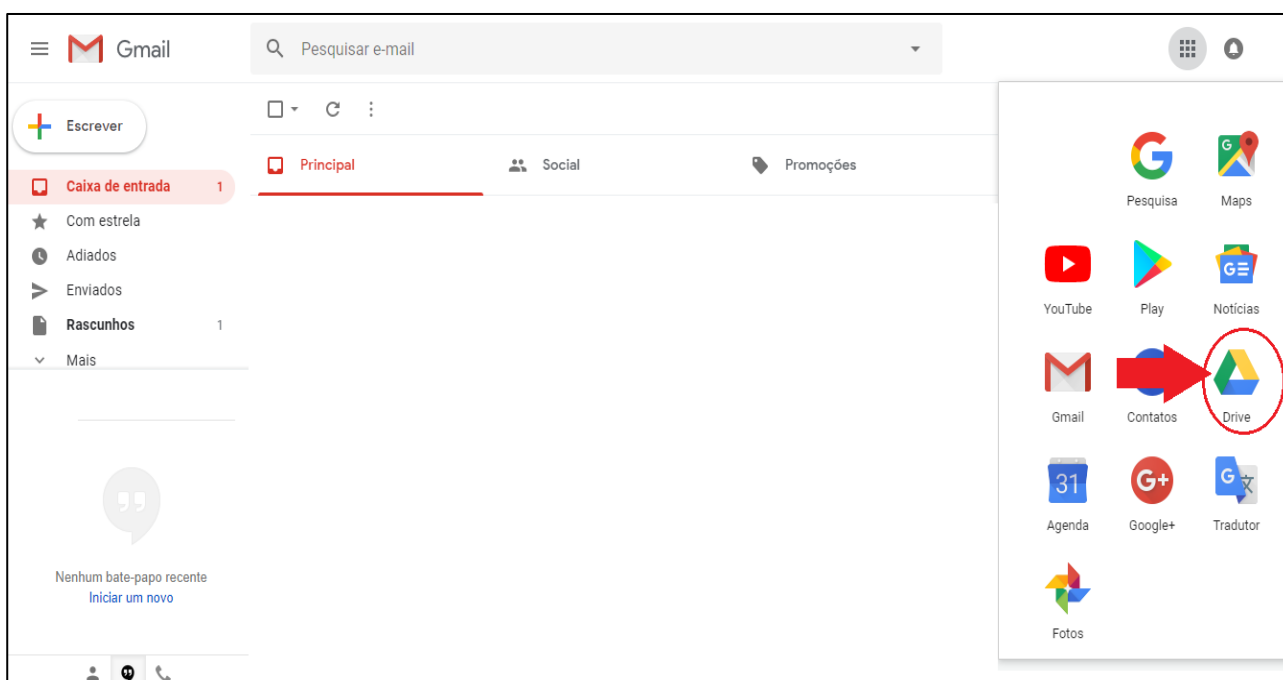 Gmail
Pesquisar e-mail
Escrever
Principal
Social
Promoções
Caixa de entrada 1
Com estrela
Adiados
Enviados
Rascunhos 1
Mais
Nenhum bate-papo recente
Iniciar um novo
G
Pesquisa
Maps
YouTube
Play
Notícias
Gmail
Contatos
Drive
31
G+
G
Agenda
Google+
Tradutor
Fotos